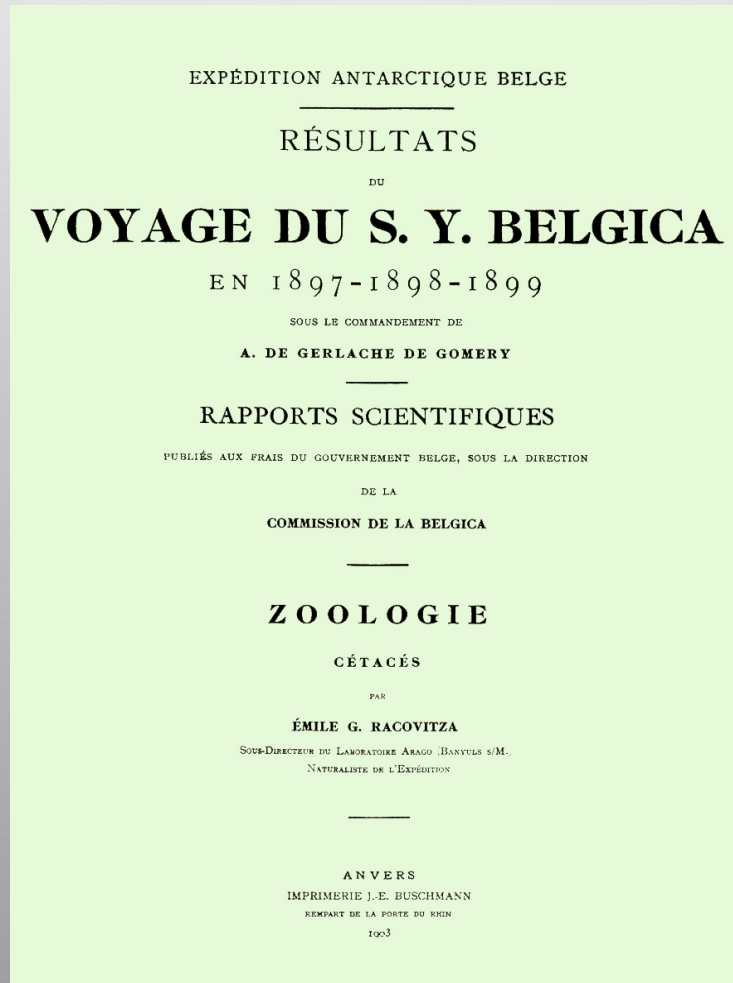 EXPÉDITION ANTARCTIQUE BELGE
RÉSULTATS
DU
VOYAGE DU S. Y. BELGICA
EN 1897-1898-1899
SOUS LE COMMANDEMENT DE
A. DE GERLACHE DE GOMERY
RAPPORTS SCIENTIFIQUES
PUBLIÉS AUX FRAIS DU GOUVERNEMENT BELGE, SOUS LA DIRECTION
DE LA
COMMISSION DE LA BELGICA
ZOOLOGIE
CÉTACÉS
PAR
ÉMILE G. RACOVITZA
SOUS-DIRECTEUR DU LABORATOIRE ARAGO (BANYULS S/M.
NATURALISTE DE L'EXPÉDITION
ANVERS
IMPRIMERIE J.-E. BUSCHMANN
REMPART DE LA PORTE DU RHIN
1903